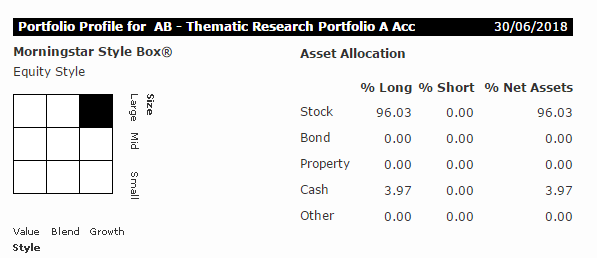 Portfolio Profile for AB - Thematic Research Portfolio A Acc 30/06/2018
Morningstar Style Box®
Equity Style
Large
Mid
Small
Size
Value Blend Growth
Style
Asset Allocation
% Long % Short % Net Assets
Stock 96.03 0.00 96.03
Bond 0.00 0.00 0.00
Property 0.00 0.00 0.00
Cash 3.97 0.00 3.97
Other 0.00 0.00 0.00